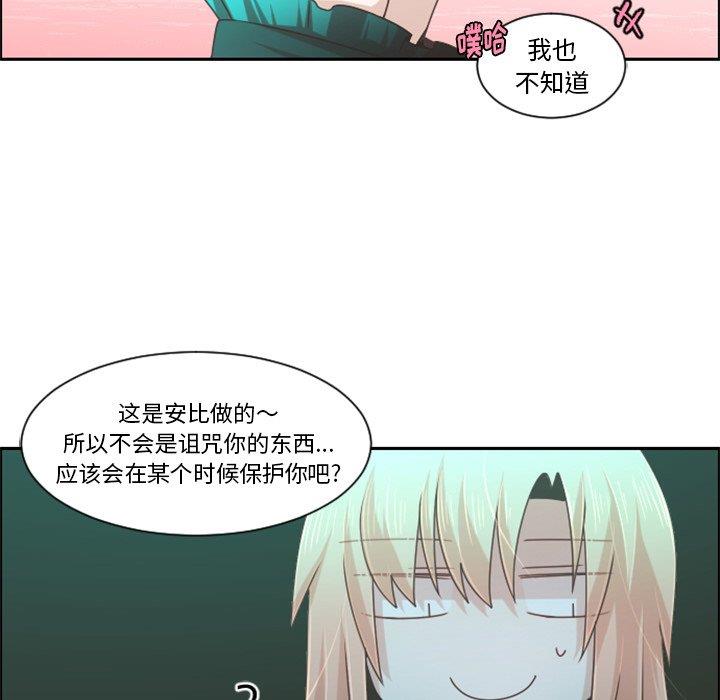 噗哈
我也
不知道
这是安比做的～
所以不会是诅咒你的东西...
应该会在某个时候保护你吧?
?